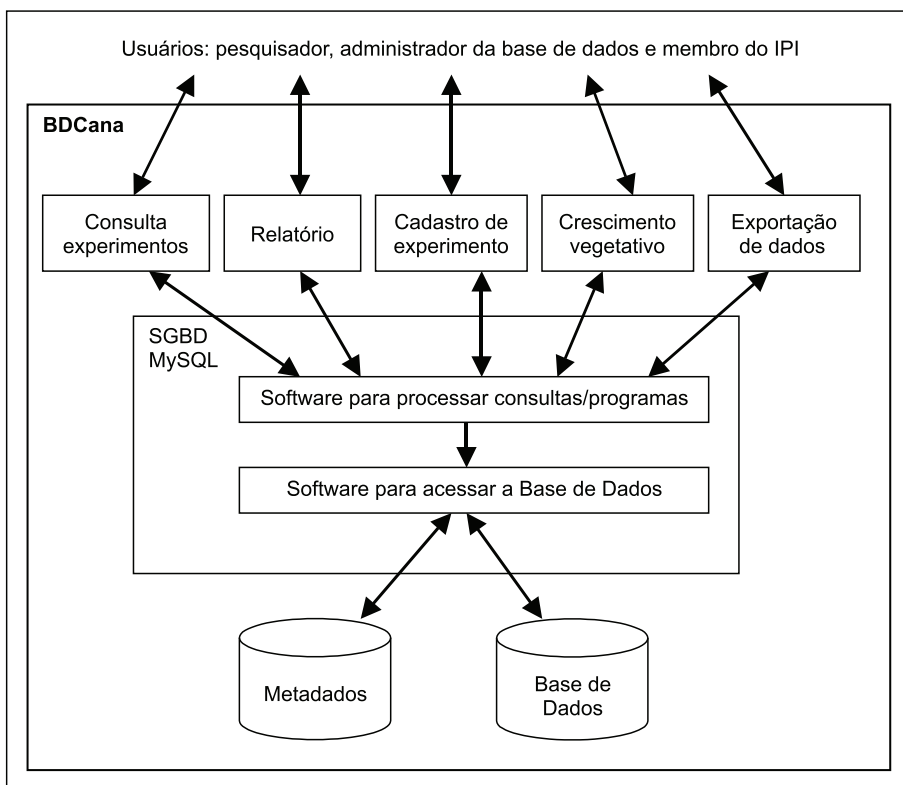 Usuários: pesquisador, administrador da base de dados e membro do IPI
BDCana
Consulta
experimentos
Relatório
Cadastro de
experimento
Crescimento
vegetativo
Exportação
de dados
SGBD
MySQL
Software para processar consultas/programas
Software para acessar a Base de Dados
Metadados
Base de
Dados